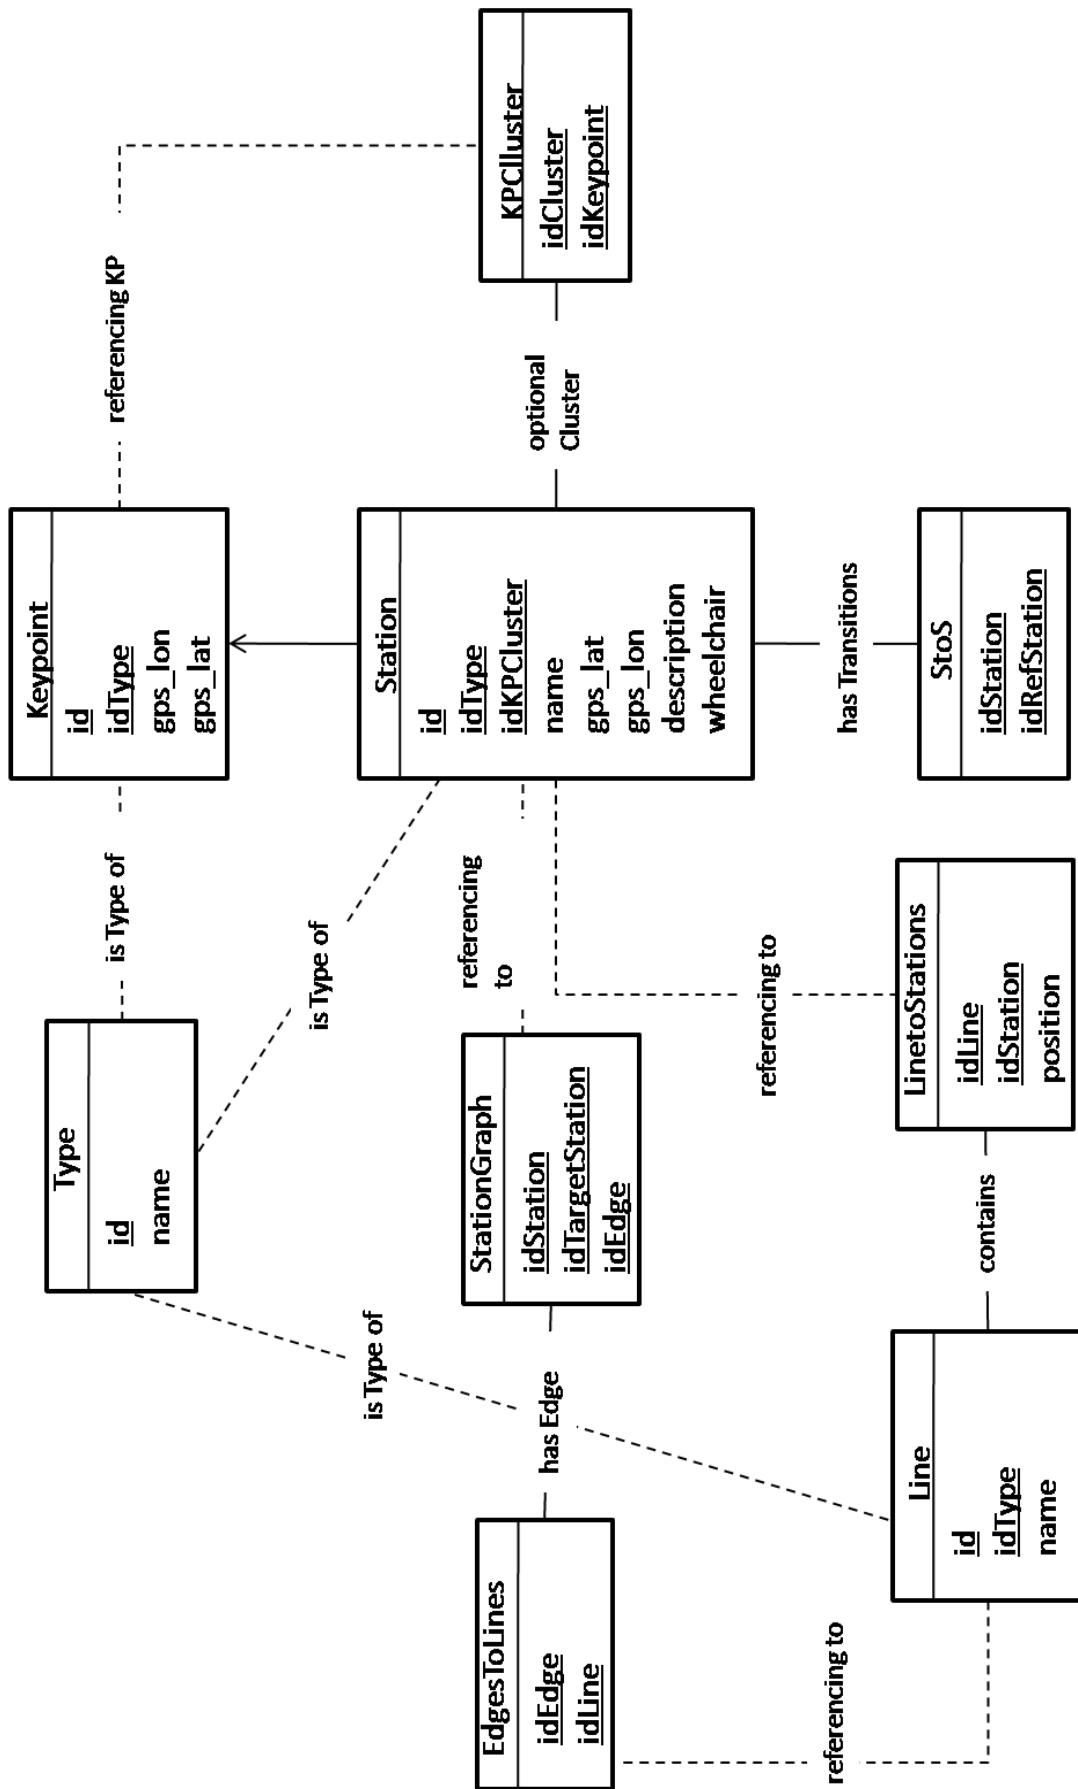 Type
id
name
is Type of
Keypoint
id
idType
gps_lon
gps_lat
referencing KP
is Type of
is Type of
EdgesToLines
idEdge
idLine
has Edge
StationGraph
idStation
idTargetStation
idEdge
referencing
to
Station
id
idType
idKPCluster
name
gps_lat
gps_lon
description
wheelchair
optional
Cluster
KPClluster
idCluster
idKeypoint
referencing to
referencing to
has Transitions
Line
id
idType
name
contains
LinetoStations
idLine
idStation
position
StoS
idStation
idRefStation